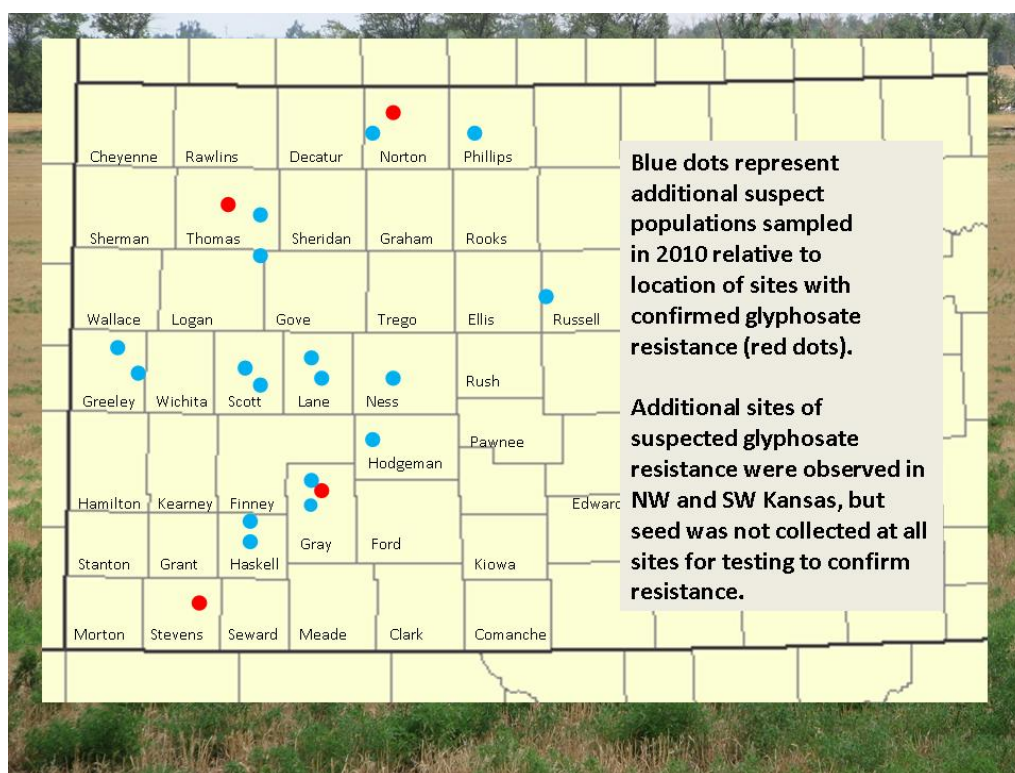 Cheyenne Rawlins Decatur Norton Phillips
Sherman Thomas Sheridan Graham Rooks
Wallace Logan Gove Trego Ellis Russell
Greeley Wichita Scott Lane Ness Rush
Pawnee
Hodgeman
Hamilton Kearney Finney Edward
Gray Ford
Stanton Grant Haskell Kiowa
Morton Stevens Seward Meade Clark Comanche
Blue dots represent
additional suspect
populations sampled
in 2010 relative to
location of sites with
confirmed glyphosate
resistance (red dots).
Additional sites of
suspected glyphosate
resistance were observed in
NW and SW Kansas, but
seed was not collected at all
sites for testing to confirm
resistance.